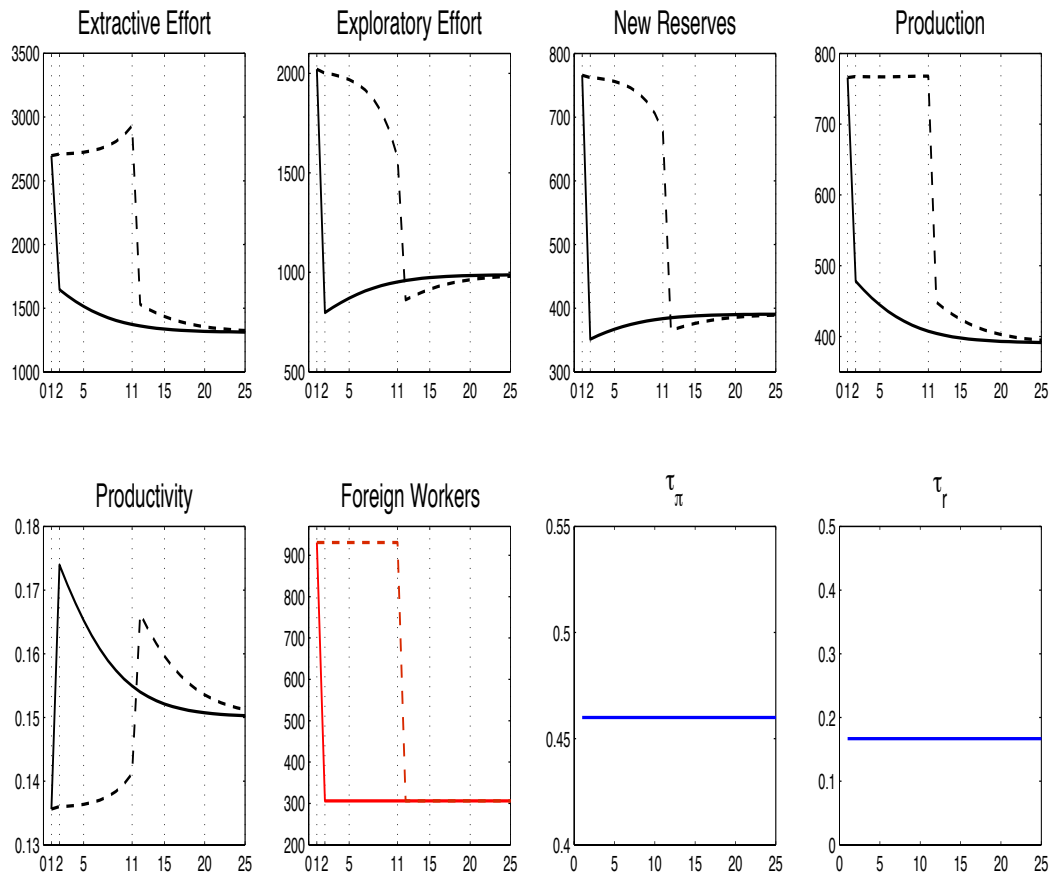 Extractive Effort
Exploratory Effort
New Reserves
Production
3500
3000
2500
2000
1500
1000
0 1 2 5 11 15 20 25
2000
1500
1000
500
0 1 2 5 11 15 20 25
800
700
600
500
400
300
0 1 2 5 11 15 20 25
800
700
600
500
400
0 1 2 5 11 15 20 25
Productivity
Foreign Workers
τπ
τr
0.18
0.17
0.16
0.15
0.14
0.13
0 1 2 5 11 15 20 25
900
800
700
600
500
400
300
200
0 1 2 5 11 15 20 25
0.55
0.5
0.45
0.4
0 5 10 15 20 25
0.5
0.4
0.3
0.2
0.1
0
0 5 10 15 20 25